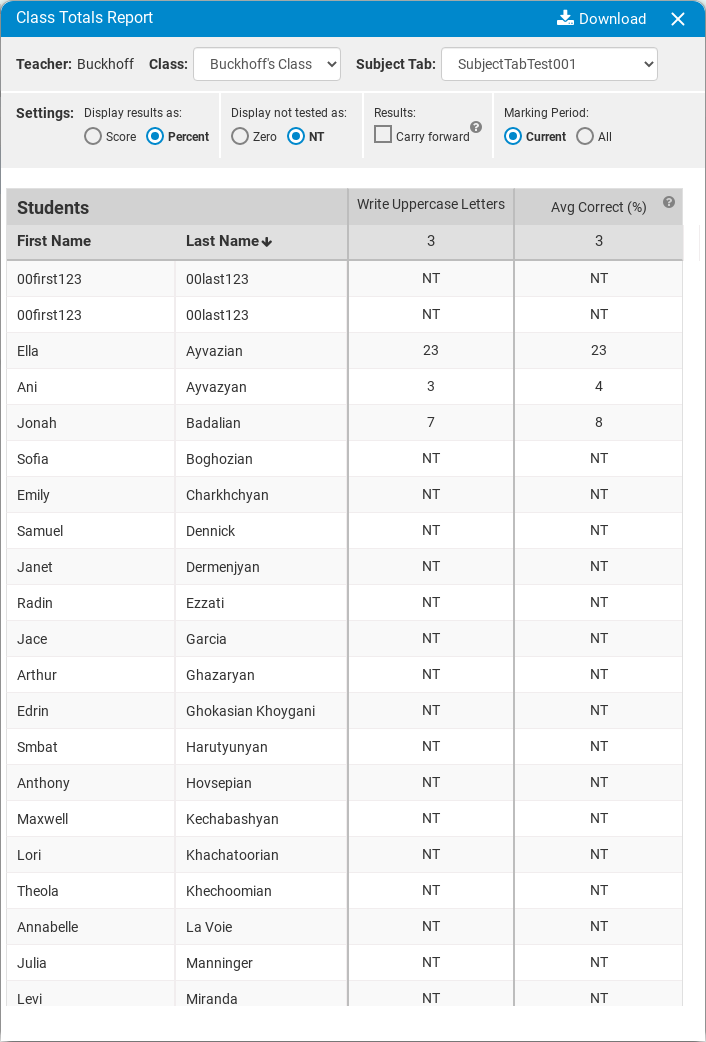 Class Totals Report Download
Teacher: Buckhoff Class: Buckhoff's Class Subject Tab: SubjectTabTest001
Settings: Display results as: Display not tested as: Results: Marking Period:
Score Percent Zero NT Carry forward ? Current All
Students Write Uppercase Letters Avg Correct (%) ?
First Name Last Name 3 3
00first123 00last123 NT NT
00first123 00last123 NT NT
Ella Ayvazian 23 23
Ani Ayvazyan 3 4
Jonah Badalian 7 8
Sofia Boghozian NT NT
Emily Charkhchyan NT NT
Samuel Dennick NT NT
Janet Dermenjyan NT NT
Radin Ezzati NT NT
Jace Garcia NT NT
Arthur Ghazaryan NT NT
Edrin Ghokasian Khoygani NT NT
Smbat Harutyunyan NT NT
Anthony Hovsepian NT NT
Maxwell Kechabashyan NT NT
Lori Khachatoorian NT NT
Theola Khechoomian NT NT
Annabelle La Voie NT NT
Julia Manninger NT NT
Levi Miranda NT NT